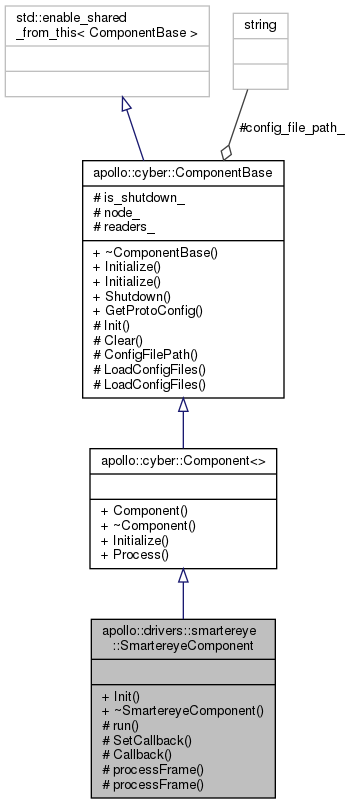 std::enable_shared
_from_this< ComponentBase >
string
#config_file_path_
apollo::cyber::ComponentBase
# is_shutdown_
# node_
# readers_
+ ~ComponentBase()
+ Initialize()
+ Initialize()
+ Shutdown()
+ GetProtoConfig()
# Init()
# Clear()
# ConfigFilePath()
# LoadConfigFiles()
# LoadConfigFiles()
apollo::cyber::Component<>
+ Component()
+ ~Component()
+ Initialize()
+ Process()
apollo::drivers::smartereye
::SmartereyeComponent
+ Init()
+ ~SmartereyeComponent()
# run()
# SetCallback()
# Callback()
# processFrame()
# processFrame()